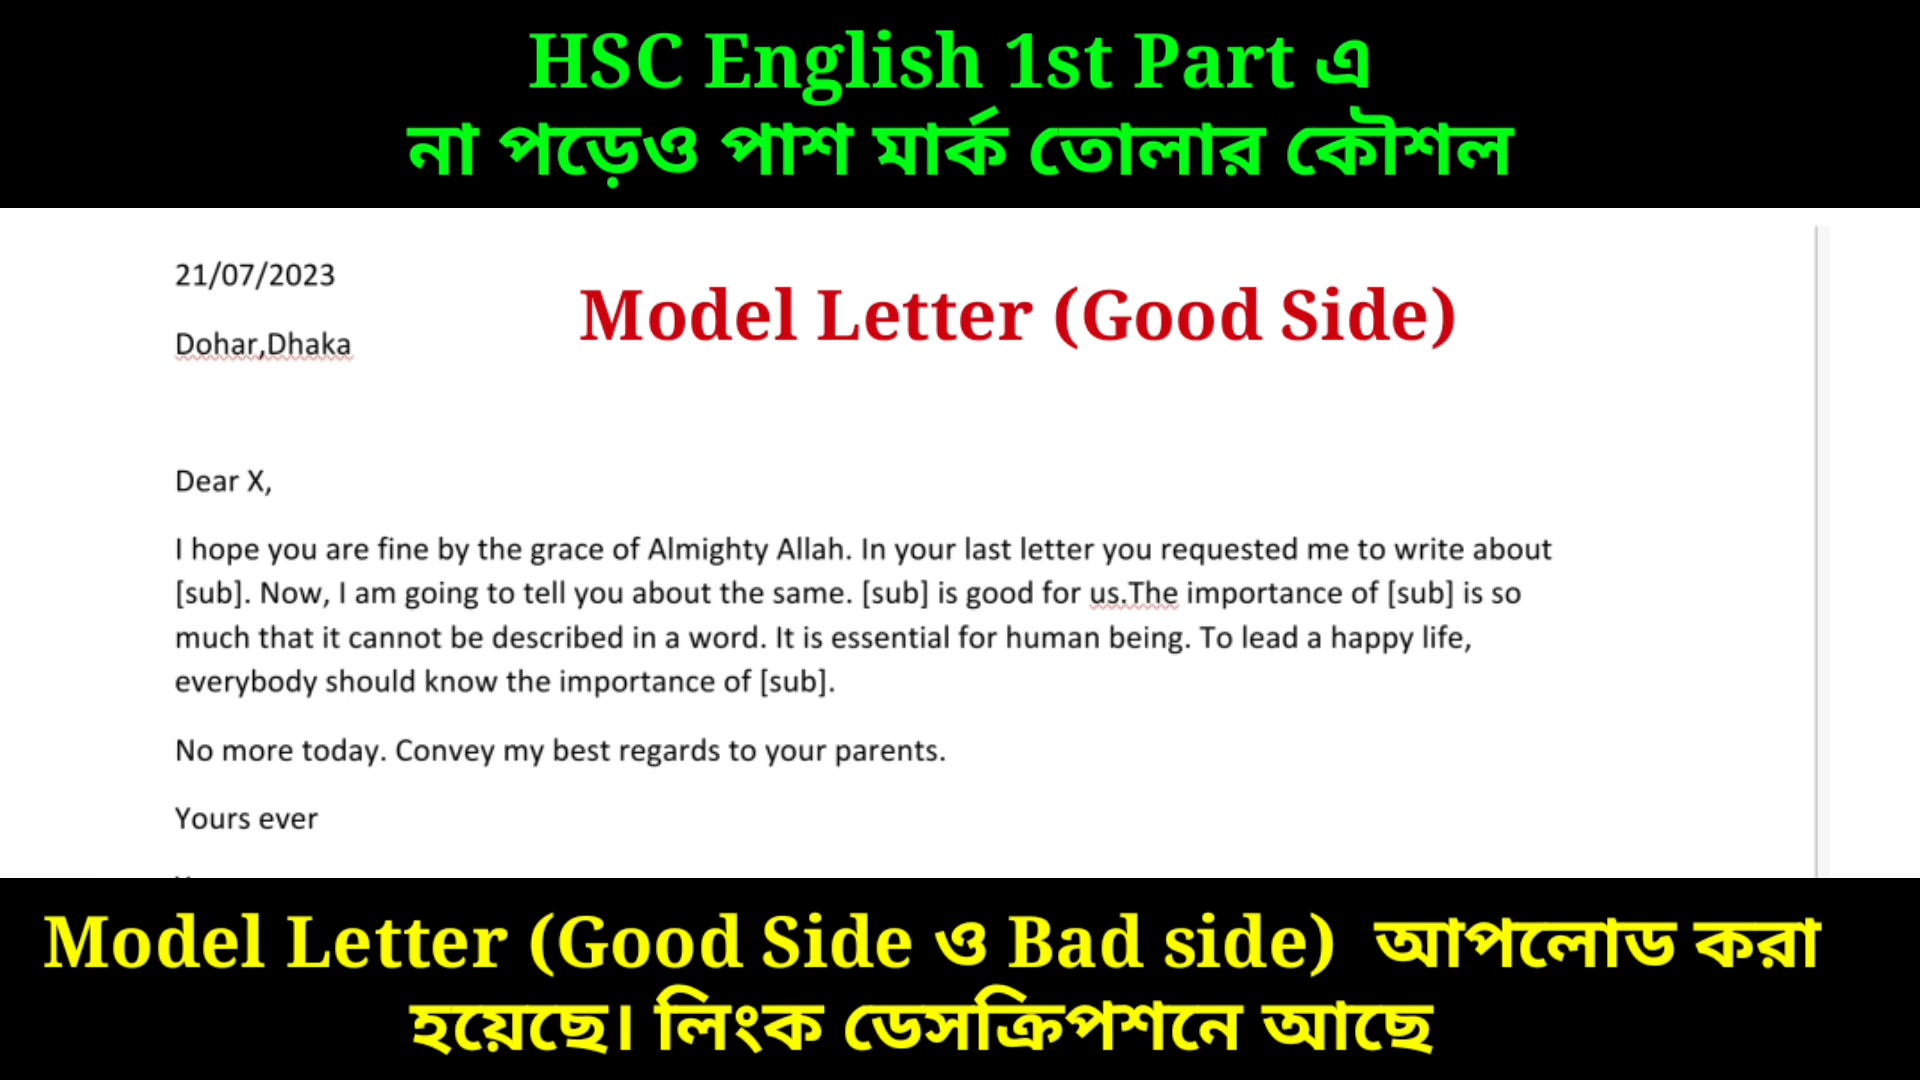 HSC English 1st Part এ
না পড়েও পাশ মার্ক তোলার কৌশল
21/07/2023
Model Letter (Good Side)
Dohar,Dhaka
Dear X,
I hope you are fine by the grace of Almighty Allah. In your last letter you requested me to write about
[sub]. Now, I am going to tell you about the same. [sub] is good for us.The importance of [sub] is so
much that it cannot be described in a word. It is essential for human being. To lead a happy life,
everybody should know the importance of [sub].
No more today. Convey my best regards to your parents.
Yours ever
Model Letter (Good Side ও Bad side) আপলোড করা
হয়েছে। লিংক ডেসক্রিপশনে আছে